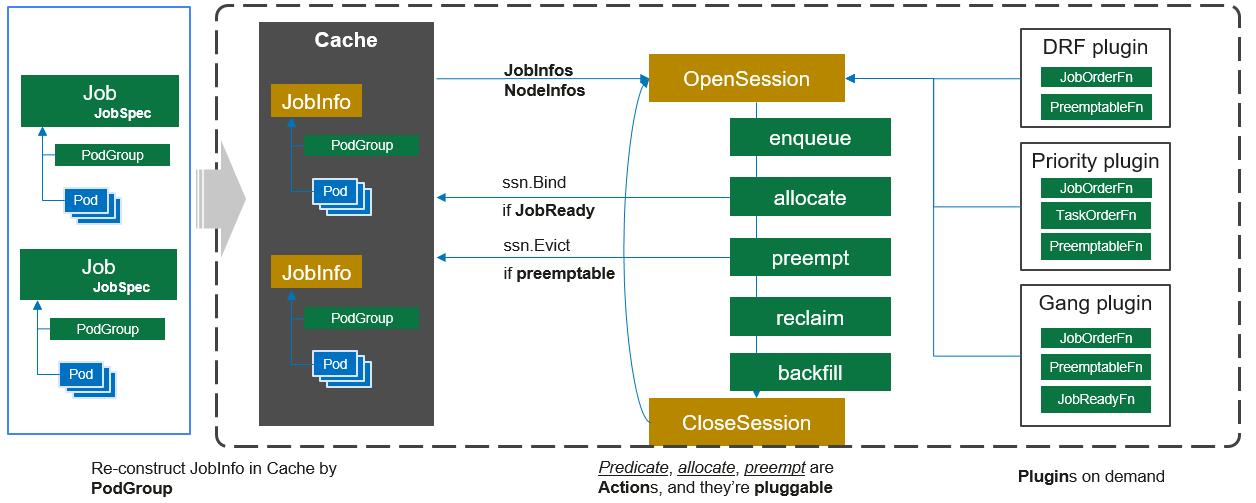 Job
JobSpec
PodGroup
Pod
Job
JobSpec
PodGroup
Pod
Cache
JobInfo
PodGroup
Pod
JobInfo
PodGroup
Pod
JobInfos
NodeInfos
ssn.Bind
if JobReady
ssn.Evict
if preemptable
OpenSession
enqueue
allocate
preempt
reclaim
backfill
CloseSession
DRF plugin
JobOrderFn
PreemptableFn
Priority plugin
JobOrderFn
TaskOrderFn
PreemptableFn
Gang plugin
JobOrderFn
PreemptableFn
JobReadyFn
Re-construct JobInfo in Cache by
PodGroup
Predicate, allocate, preempt are
Actions, and they're pluggable
Plugins on demand